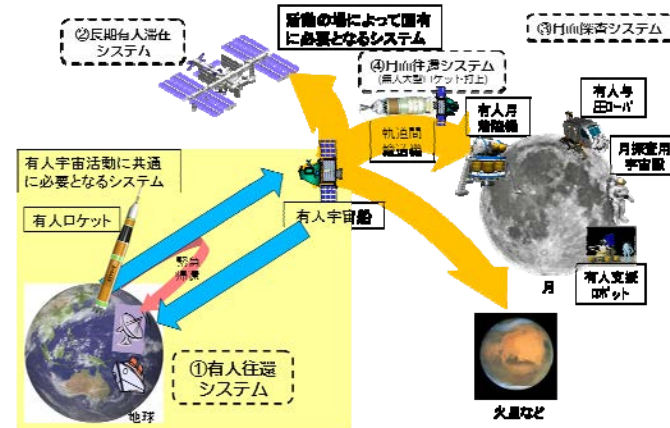 ②長期有人滞在
システム
活動の場によって固有
に必要となるシステム
③月面探査システム
④月面往還システム
(無人大型ロケット打上)
有人月
着陸機
有人与
圧ローバ
軌道間
輸送機
月探査用
宇宙服
有人宇宙活動に共通
に必要となるシステム
有人ロケット
有人宇宙船
緊急
帰還
有人支援
ロボット
月
①有人往還
システム
地球
火星など